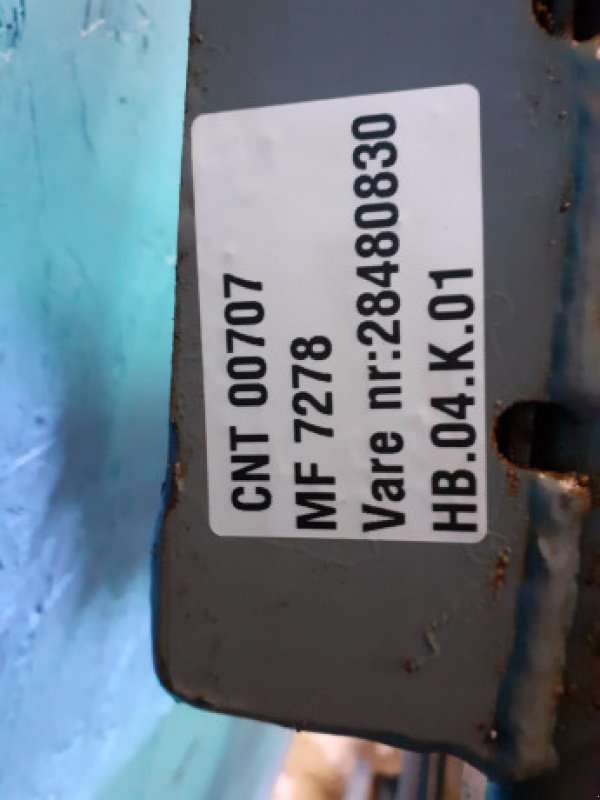 CNT 00707
MF 7278
Vare nr:28480830
HB.04.K.01